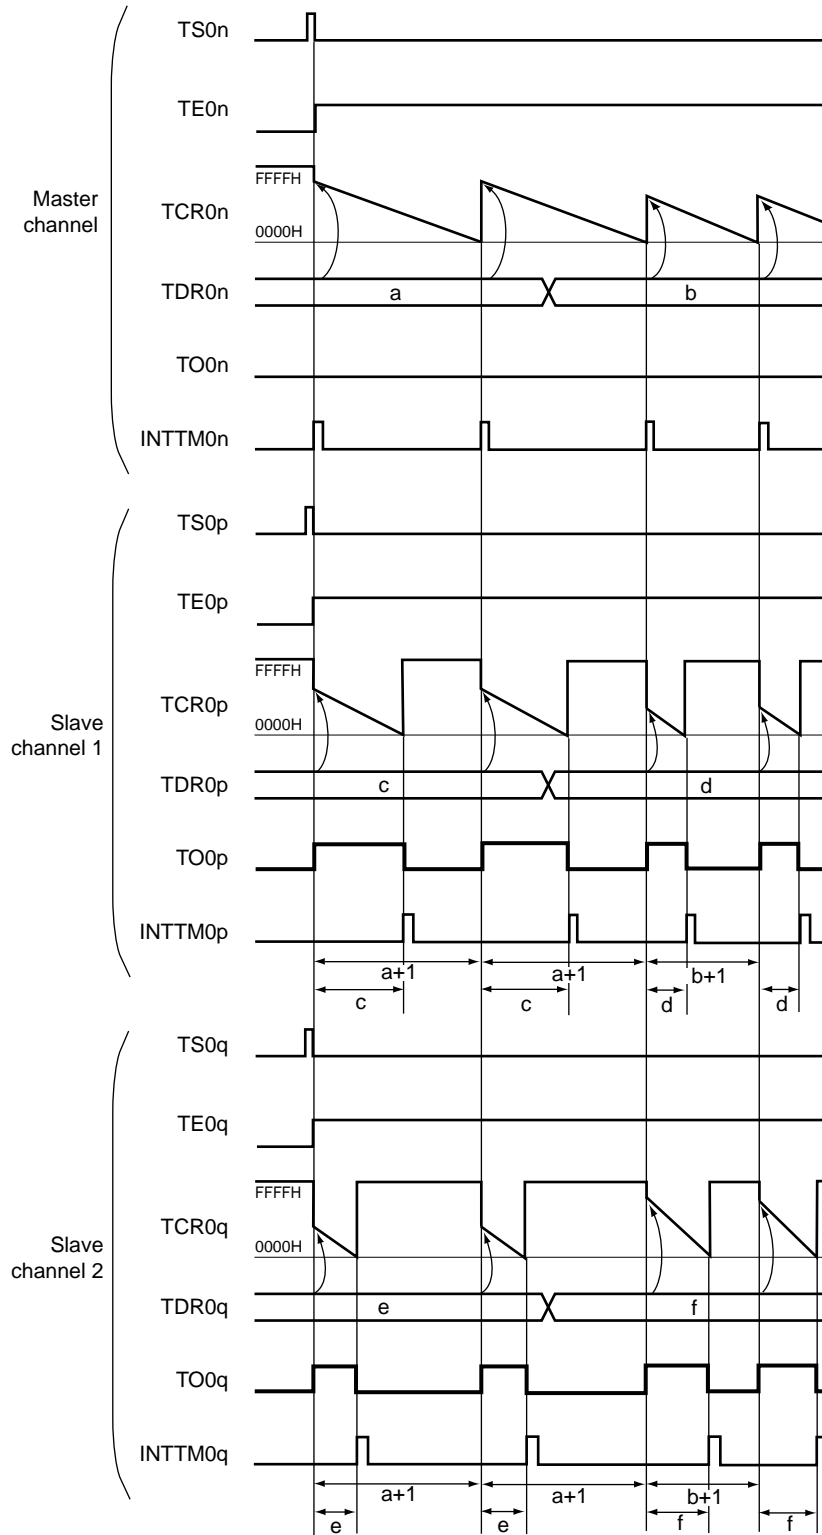 TS0n
TE0n
FFFFH
Master
channel
TCR0n
0000H
TDR0n
a
b
TO0n
INTTM0n
TS0p
TE0p
FFFFH
TCR0p
Slave
channel 1
0000H
TDR0p
c
d
TO0p
INTTM0p
a+1
a+1
b+1
c
c
d
d
TS0q
TE0q
FFFFH
TCR0q
Slave
channel 2
0000H
TDR0q
e
f
TO0q
INTTM0q
a+1
a+1
b+1
e
e
f
f